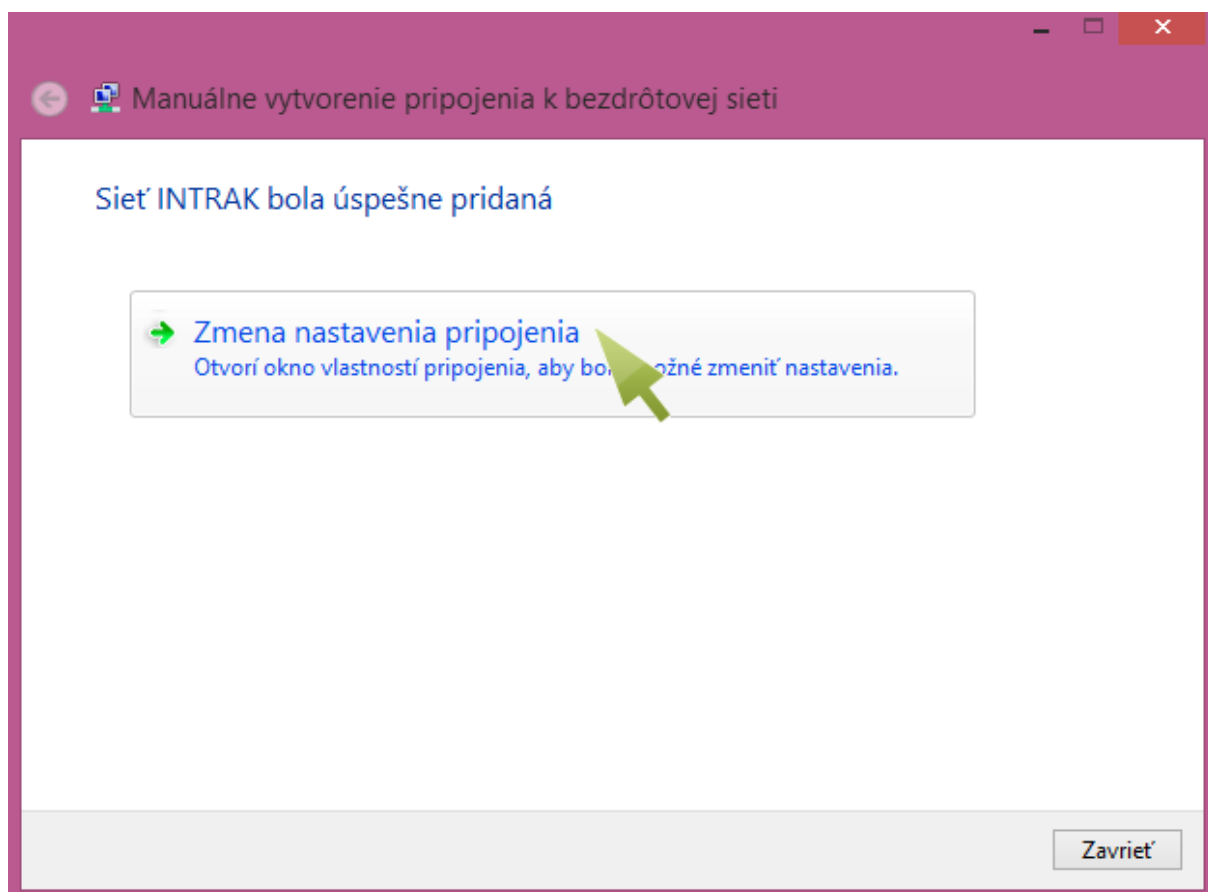 Manuálne vytvorenie pripojenia k bezdrôtovej sieti
Sieť INTRAK bola úspešne pridaná
Zmena nastavenia pripojenia
Otvorí okno vlastností pripojenia, aby zmeniť nastavenia.
Zavrieť